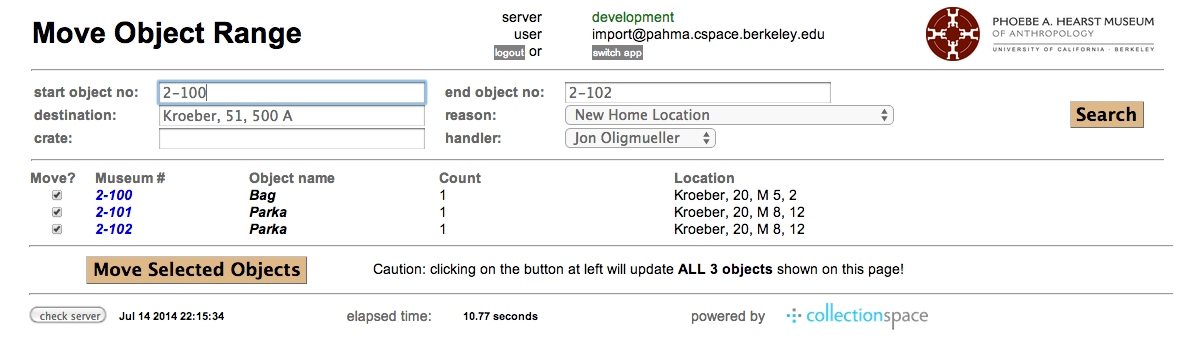 Move Object Range
server development
user import@pahma.cspace.berkeley.edu
logout or switch app
PHOEBE A. HEARST MUSEUM
OF ANTHROPOLOGY
UNIVERSITY OF CALIFORNIA · BERKELEY
start object no: 2-100 end object no: 2-102
destination: Kroeber, 51, 500 A reason: New Home Location
Search
crate: handler: Jon Oligmueller
Move? Museum # Object name Count Location
2-100 Bag 1 Kroeber, 20, M 5, 2
2-101 Parka 1 Kroeber, 20, M 8, 12
2-102 Parka 1 Kroeber, 20, M 8, 12
Move Selected Objects Caution: clicking on the button at left will update ALL 3 objects shown on this page!
check server Jul 14 2014 22:15:34 elapsed time: 10.77 seconds powered by collectionspace